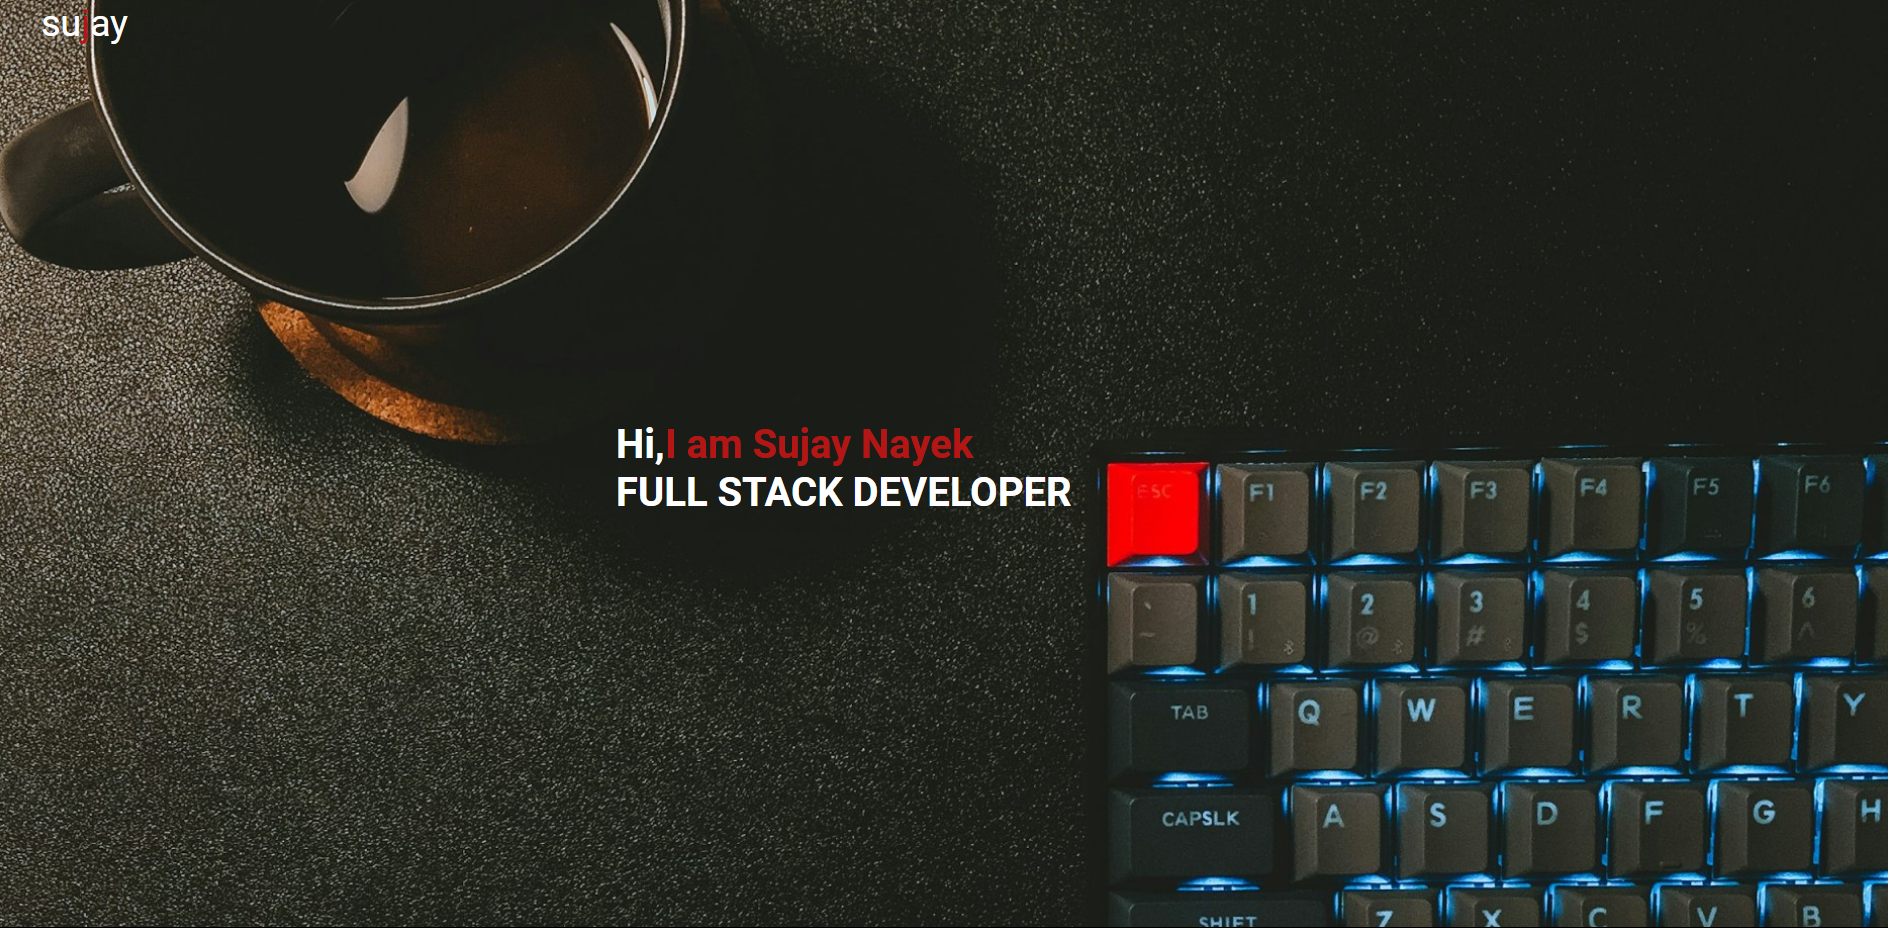 sujay
Hi,I am Sujay Nayek
FULL STACK DEVELOPER
ESC F1 F2 F3 F4 F5 F6
` 1 2 3 4 5 6
~ ! @ # $ % ^
TAB Q W E R T Y
CAPSLK A S D F G H
SHIFT Z X C V B